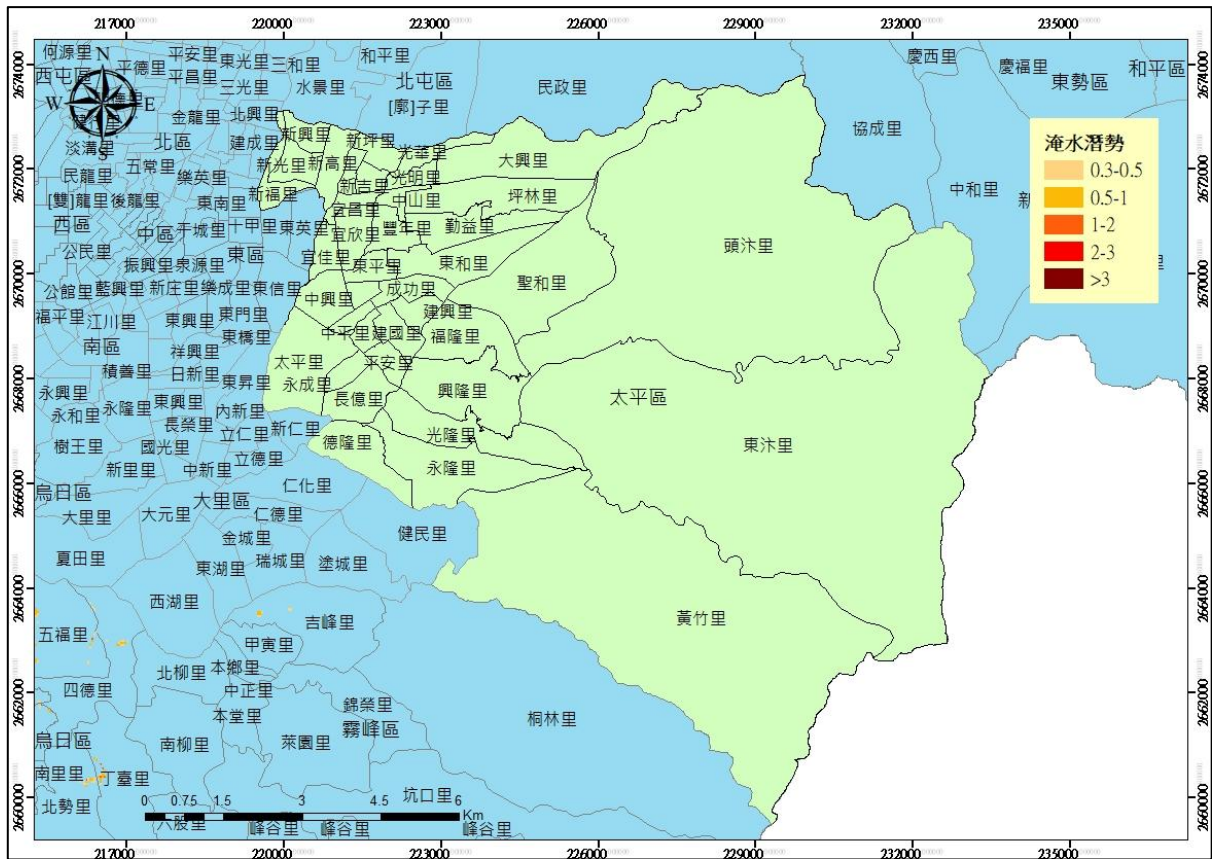 217000 220000 223000 226000 229000 232000 235000
何源里 N 平安里 東光里 三和里 和平里 慶西里 慶福里
西屯區 平德里 平昌里 北屯區 東勢區 和平區
2674000 2674000
W E 三光里 水景里 民政里
金龍里 北興里 [廓]子里
協成里
淡溝里 S 北區 建成里 新興里 新坪里 光華里 大興里
淹水潛勢
0.3-0.5
0.5-1
1-2
2-3
>3
2672000 2672000
民龍里 五常里 樂英里 新光里 新高里 光明里
中和里
[雙]龍里 後龍里 東南里 新福里 新吉里 中山里 坪林里
西區 中區 干城里 十甲里 東英里 宜昌里 宜欣里 豐年里 勤益里
頭汴里
公民里 振興里 泉源里 東區 宜佳里 東平里 東和里 聖和里
2670000 2670000
公館里 藍興里 新庄里 樂成里 東信里 中興里 成功里
福平里 江川里 東興里 東門里 建興里
南區 東橋里 中平里 建國里 福隆里
祥興里 太平里 平安里
2668000 2668000
積善里 日新里 東昇里 永成里 興隆里 太平區
永興里 永和里 永隆里 東興里 內新里 長億里
長榮里 立仁里 新仁里 德隆里 光隆里 東汴里
樹王里 國光里 立德里 永隆里
新里里 中新里
2666000 2666000
烏日區 大里區 仁化里
大里里 大元里 仁德里 健民里
金城里
夏田里 東湖里 瑞城里 塗城里
2664000 2664000
西湖里 黃竹里
五福里 吉峰里
甲寅里
北柳里 本鄉里
2662000 2662000
四德里 中正里 錦榮里
本堂里 桐林里
烏日區 南柳里 萊園里 霧峰區
南里里 丁臺里
2660000 2660000
北勢里 坑口里
0 0.75 1.5 3 4.5 6
Km
六股里 峰谷里 峰谷里 峰谷里
217000 220000 223000 226000 229000 232000 235000